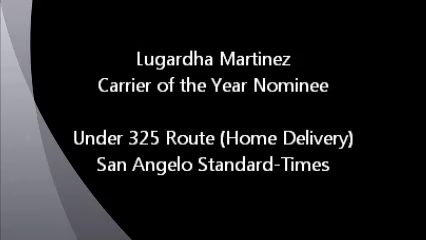 Lugardha Martinez
Carrier of the Year Nominee
Under 325 Route (Home Delivery)
San Angelo Standard-Times